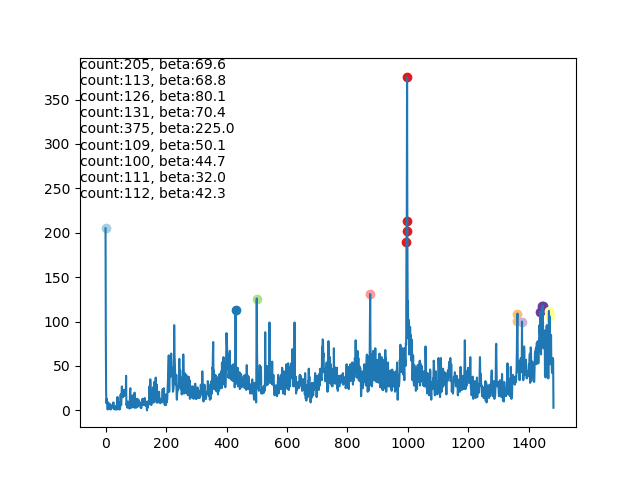 count:205, beta:69.6
count:113, beta:68.8
count:126, beta:80.1
count:131, beta:70.4
count:375, beta:225.0
count:109, beta:50.1
count:100, beta:44.7
count:111, beta:32.0
count:112, beta:42.3
350
300
250
200
150
100
50
0
0 200 400 600 800 1000 1200 1400